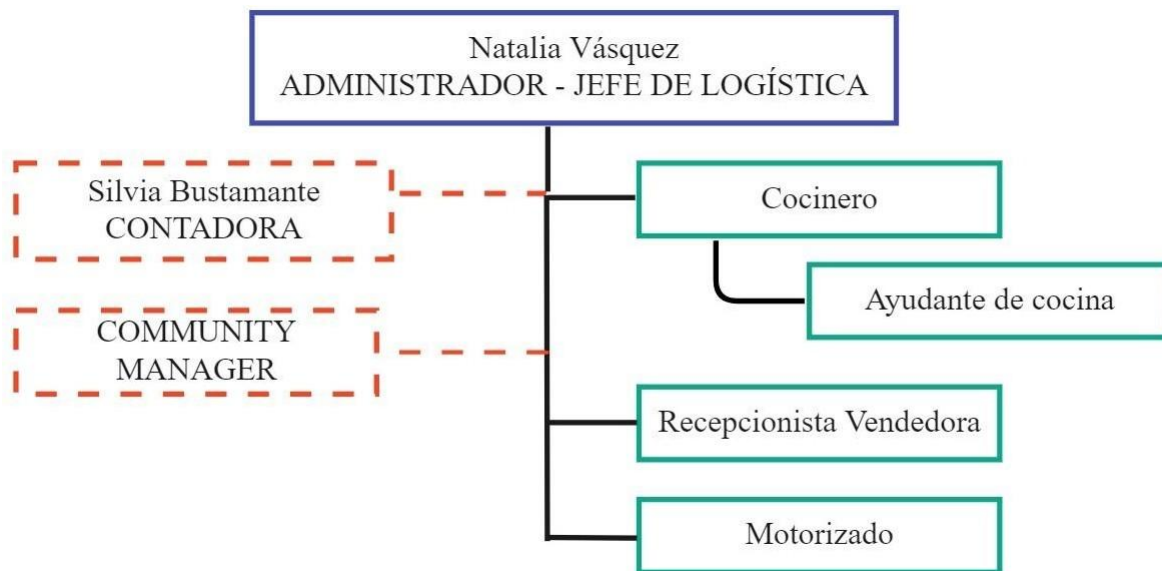 Natalia Vásquez
ADMINISTRADOR - JEFE DE LOGÍSTICA
Silvia Bustamante
CONTADORA
Cocinero
Ayudante de cocina
COMMUNITY
MANAGER
Recepcionista Vendedora
Motorizado